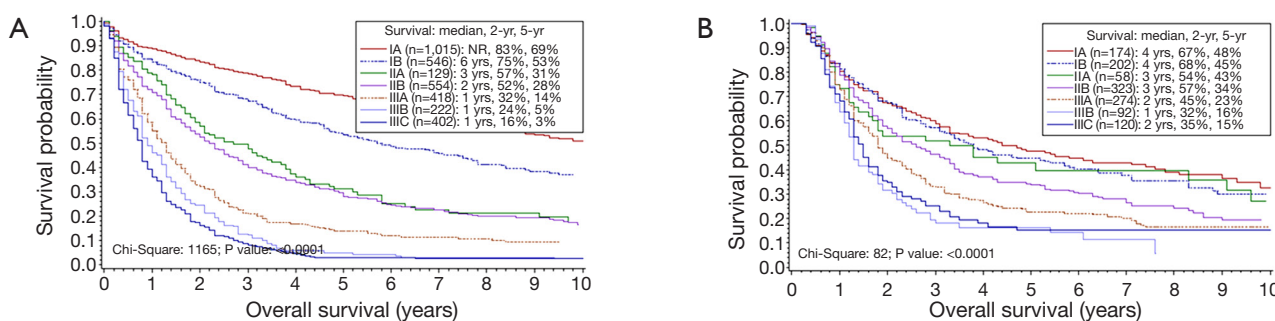 A
Survival probability
1.0
0.9
0.8
0.7
0.6
0.5
0.4
0.3
0.2
0.1
0.0
Survival: median, 2-yr, 5-yr
IA (n=1,015): NR, 83%, 69%
IB (n=546): 6 yrs, 75%, 53%
IIA (n=129): 3 yrs, 57%, 31%
IIB (n=554): 2 yrs, 52%, 28%
IIIA (n=418): 1 yrs, 32%, 14%
IIIB (n=222): 1 yrs, 24%, 5%
IIIC (n=402): 1 yrs, 16%, 3%
Chi-Square: 1165; P value: <0.0001
0 1 2 3 4 5 6 7 8 9 10
Overall survival (years)
B
Survival probability
1.0
0.9
0.8
0.7
0.6
0.5
0.4
0.3
0.2
0.1
0.0
Survival: median, 2-yr, 5-yr
IA (n=174): 4 yrs, 67%, 48%
IB (n=202): 4 yrs, 68%, 45%
IIA (n=58): 3 yrs, 54%, 43%
IIB (n=323): 3 yrs, 57%, 34%
IIIA (n=274): 2 yrs, 45%, 23%
IIIB (n=92): 1 yrs, 32%, 16%
IIIC (n=120): 2 yrs, 35%, 15%
Chi-Square: 82; P value: <0.0001
0 1 2 3 4 5 6 7 8 9 10
Overall survival (years)